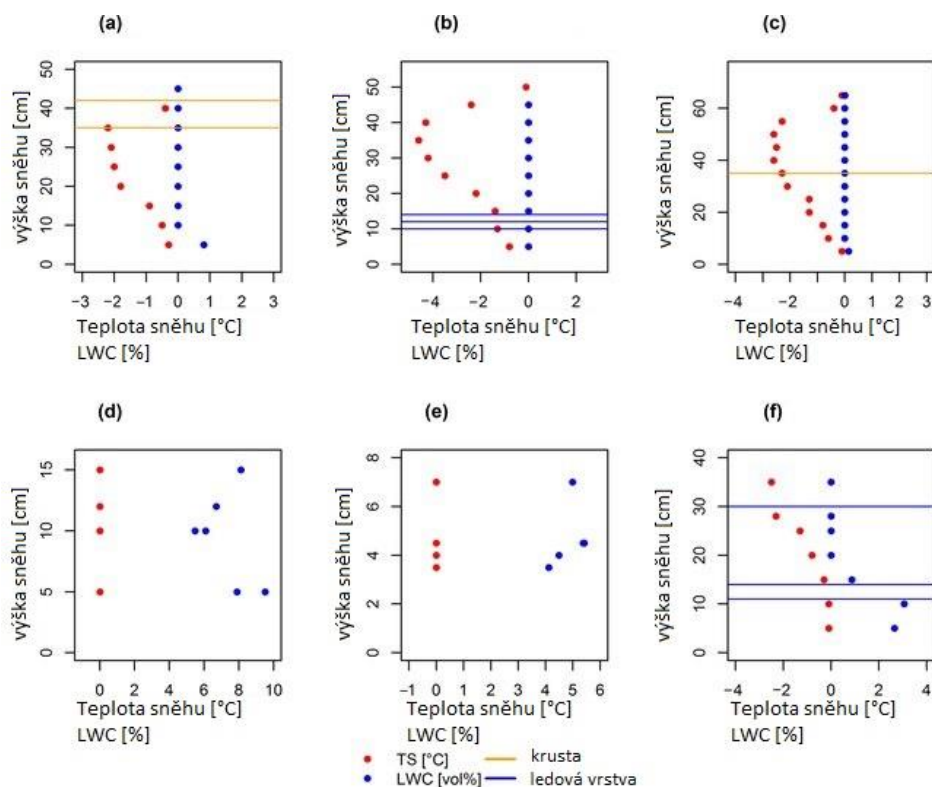 (a)
(b)
(c)
výška sněhu [cm]
0 10 20 30 40 50
−3 −2 −1 0 1 2 3
Teplota sněhu [°C]
LWC [%]
výška sněhu [cm]
0 10 20 30 40 50
−4 −2 0 2
Teplota sněhu [°C]
LWC [%]
výška sněhu [cm]
0 20 40 60
−4 −2 0 1 2 3
Teplota sněhu [°C]
LWC [%]
(d)
(e)
(f)
výška sněhu [cm]
0 5 10 15
0 2 4 6 8 10
Teplota sněhu [°C]
LWC [%]
výška sněhu [cm]
0 2 4 6 8
−1 0 1 2 3 4 5 6
Teplota sněhu [°C]
LWC [%]
výška sněhu [cm]
0 10 20 30 40
−4 −2 0 2 4
Teplota sněhu [°C]
LWC [%]
TS [°C] krusta
LWC [vol%] ledová vrstva